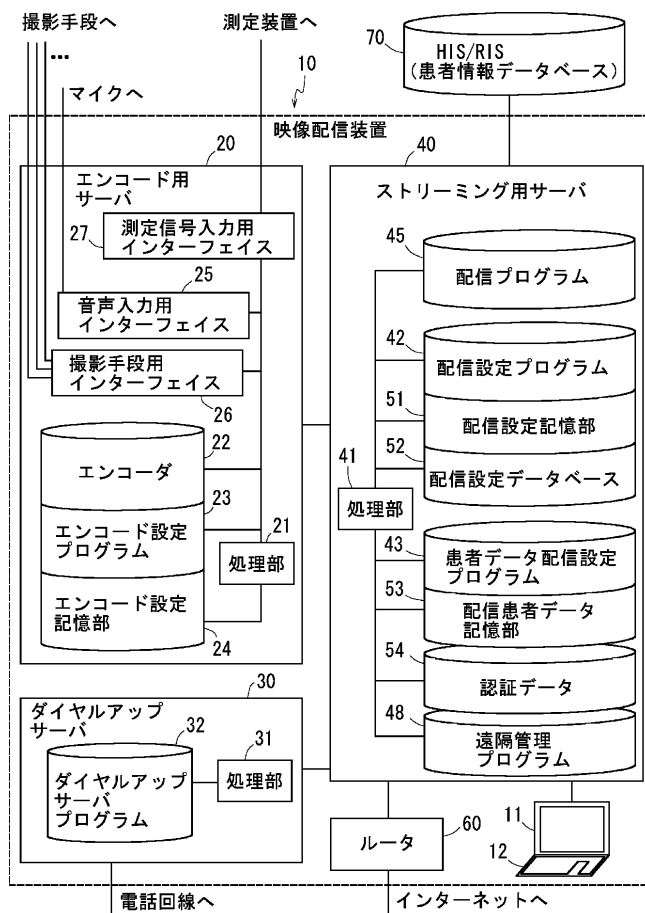 撮影手段へ
測定装置へ
...
マイクへ
10
70
HIS/RIS
(患者情報データベース)
映像配信装置
20
エンコード用
サーバ
27
測定信号入力用
インターフェイス
25
音声入力用
インターフェイス
撮影手段用
インターフェイス
26
22
エンコーダ
23
エンコード設定
プログラム
21
処理部
エンコード設定
記憶部
24
30
ダイヤルアップ
サーバ
32
ダイヤルアップ
サーバ
プログラム
31
処理部
電話回線へ
40
ストリーミング用サーバ
45
配信プログラム
42
配信設定プログラム
51
配信設定記憶部
52
配信設定データベース
41
処理部
43
患者データ配信設定
プログラム
53
配信患者データ
記憶部
54
認証データ
48
遠隔管理
プログラム
ルータ
60
11
12
インターネットへ